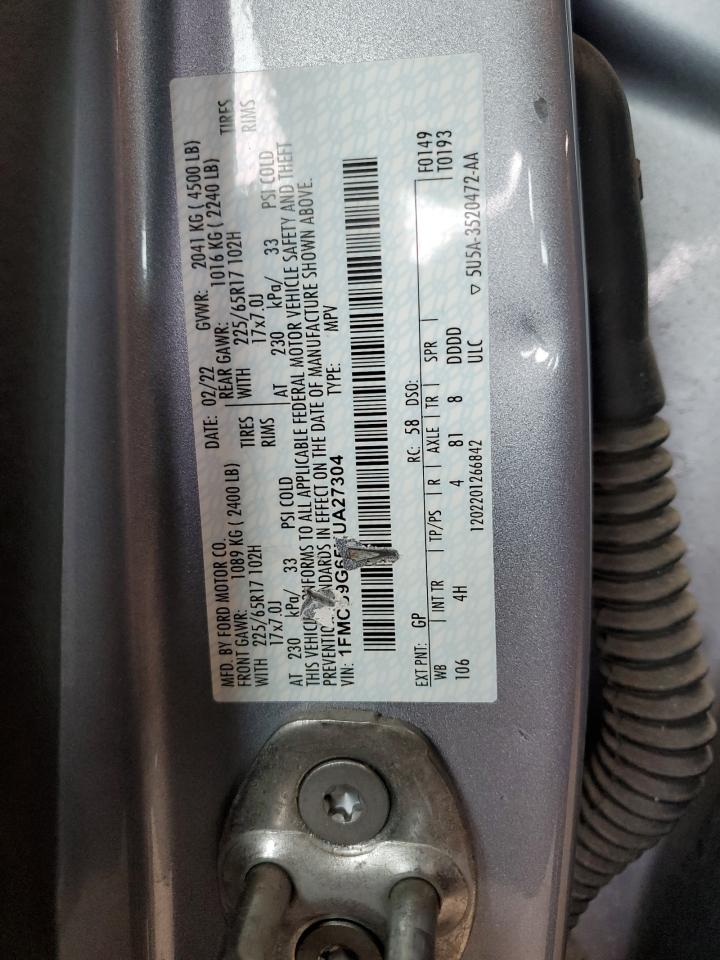 MFD. BY FORD MOTOR CO. DATE: 02/22 GVWR: 2041 KG ( 4500 LB)
FRONT GAWR: 1089 KG ( 2400 LB) REAR GAWR: 1016 KG ( 2240 LB)
WITH 225/65R17 102H TIRES WITH 225/65R17 102H TIRES
17x7.0J RIMS 17x7.0J RIMS
AT 230 kPa/ 33 PSI COLD AT 230 kPa/ 33 PSI COLD
THIS VEHICLE CONFORMS TO ALL APPLICABLE FEDERAL MOTOR VEHICLE SAFETY AND THEFT
PREVENTION STANDARDS IN EFFECT ON THE DATE OF MANUFACTURE SHOWN ABOVE.
VIN: UA27304 TYPE: MPV
EXT PNT: GP RC: 58 DSO: F0149
WB INT TR TP/PS R AXLE TR SPR T0193
106 4H 4 81 8 DDDD
1202201266842 ULC ▽ 5U5A-3520472-AA